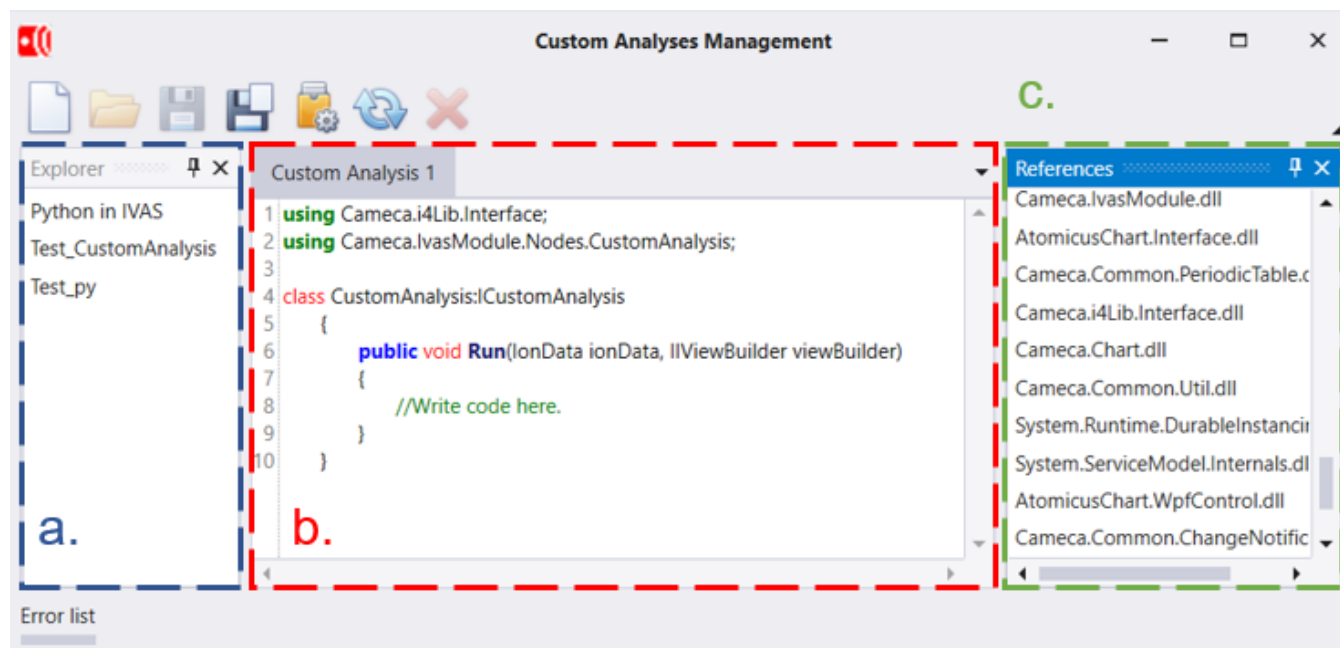 Custom Analyses Management
c.
Explorer
Python in IVAS
Test_CustomAnalysis
Test_py
a.
Custom Analysis 1
1 using Cameca.i4Lib.Interface;
2 using Cameca.IvasModule.Nodes.CustomAnalysis;
3
4 class CustomAnalysis:ICustomAnalysis
5 {
6 public void Run(IonData ionData, IIViewBuilder viewBuilder)
7 {
8 //Write code here.
9 }
10 }
b.
References
Cameca.IvasModule.dll
AtomicusChart.Interface.dll
Cameca.Common.PeriodicTable.d
Cameca.i4Lib.Interface.dll
Cameca.Chart.dll
Cameca.Common.Util.dll
System.Runtime.DurableInstancin
System.ServiceModel.Internals.dl
AtomicusChart.WpfControl.dll
Cameca.Common.ChangeNotific
Error list